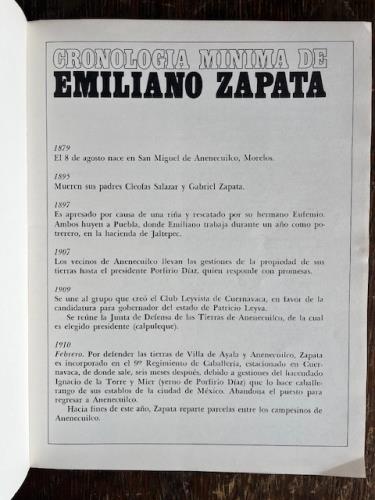 CRONOLOGIA MINIMA DE
EMILIANO ZAPATA
1879
El 8 de agosto nace en San Miguel de Anenecuilco, Morelos.
1895
Mueren sus padres Cleofas Salazar y Gabriel Zapata.
1897
Es apresado por causa de una riña y rescatado por su hermano Eufemio.
Ambos huyen a Puebla, donde Emiliano trabaja durante un año como po-
trerero, en la hacienda de Jaltepec.
1907
Los vecinos de Anenecuilco llevan las gestiones de la propiedad de sus
tierras hasta el presidente Porfirio Díaz, quien responde con promesas.
1909
Se une al grupo que creó el Club Leyvista de Cuernavaca, en favor de la
candidatura para gobernador del estado de Patricio Leyva.
Se reúne la Junta de Defensa de las Tierras de Anenecuilco, de la cual
es elegido presidente (calpuleque).
1910
Febrero. Por defender las tierras de Villa de Ayala y Anenecuilco, Zapata
es incorporado en el 9º Regimiento de Caballería, estacionado en Cuer-
navaca, de donde sale, seis meses después, debido a gestiones del hacendado
Ignacio de la Torre y Mier (yerno de Porfirio Díaz) que lo hace caballe-
rango de sus establos de la ciudad de México. Abandona el puesto para
regresar a Anenecuilco.
Hacia fines de este año, Zapata reparte parcelas entre los campesinos de
Anenecuilco.